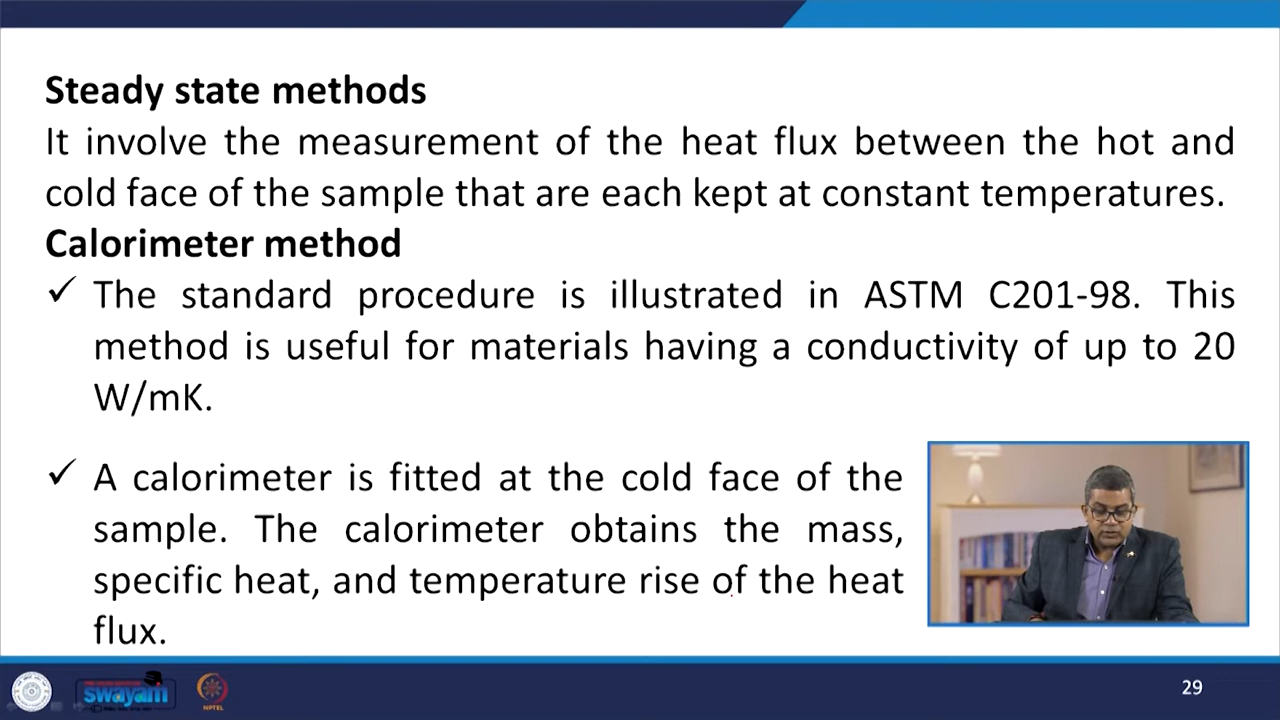 Steady state methods
It involve the measurement of the heat flux between the hot and
cold face of the sample that are each kept at constant temperatures.
Calorimeter method
✓ The standard procedure is illustrated in ASTM C201-98. This
method is useful for materials having a conductivity of up to 20
W/mK.
✓ A calorimeter is fitted at the cold face of the
sample. The calorimeter obtains the mass,
specific heat, and temperature rise of the heat
flux.
swayam
NPTEL
29